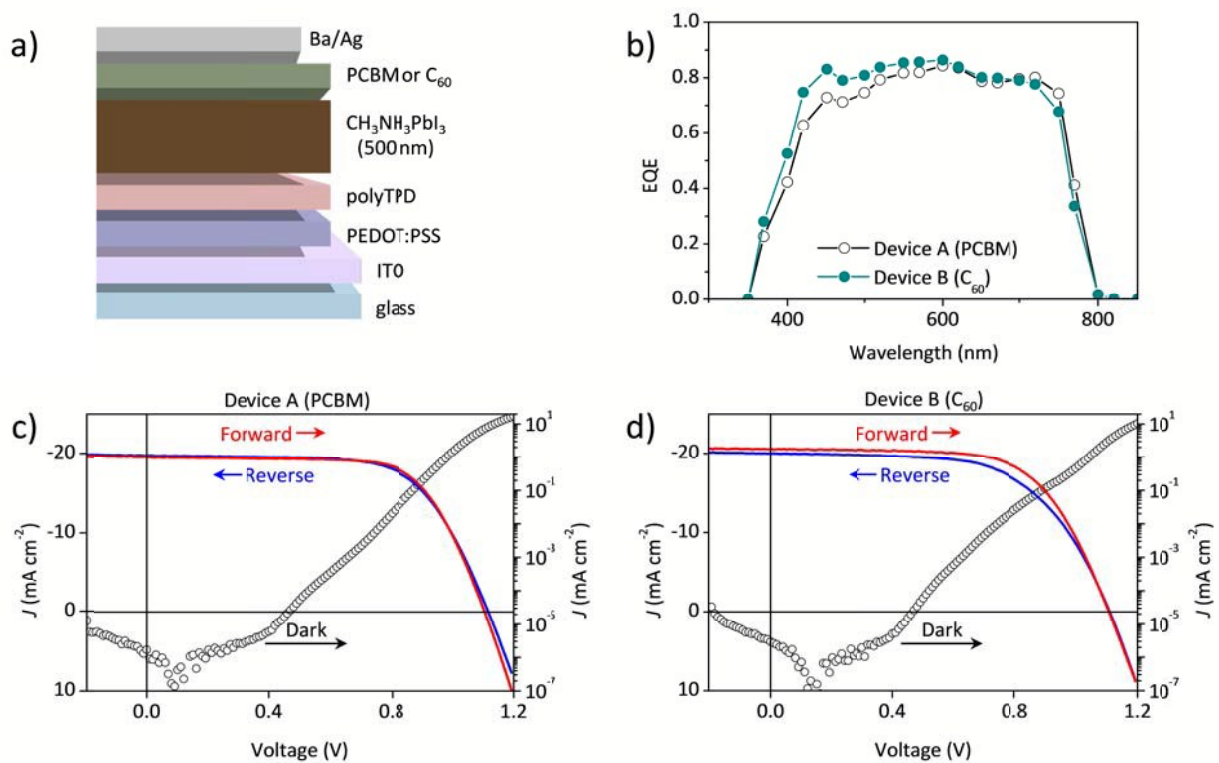 a)
Ba/Ag
PCBM or C₆₀
CH₃NH₃PbI₃
(500 nm)
polyTPD
PEDOT:PSS
ITO
glass
b)
1.0
0.8
0.6
0.4
0.2
0.0
EQE
Device A (PCBM)
Device B (C₆₀)
400
600
800
Wavelength (nm)
c)
Device A (PCBM)
Forward →
← Reverse
Dark
-20
-10
0
10
J (mA cm⁻²)
10¹
10⁻¹
10⁻³
10⁻⁵
10⁻⁷
J (mA cm⁻²)
0.0
0.4
0.8
1.2
Voltage (V)
d)
Device B (C₆₀)
Forward →
← Reverse
Dark
-20
-10
0
10
J (mA cm⁻²)
10¹
10⁻¹
10⁻³
10⁻⁵
10⁻⁷
J (mA cm⁻²)
0.0
0.4
0.8
1.2
Voltage (V)